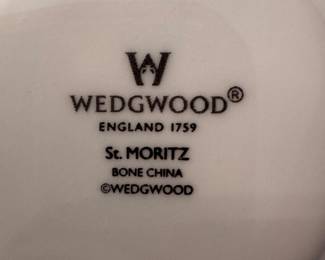 W
WEDGWOOD®
ENGLAND 1759
St. MORITZ
BONE CHINA
©WEDGWOOD